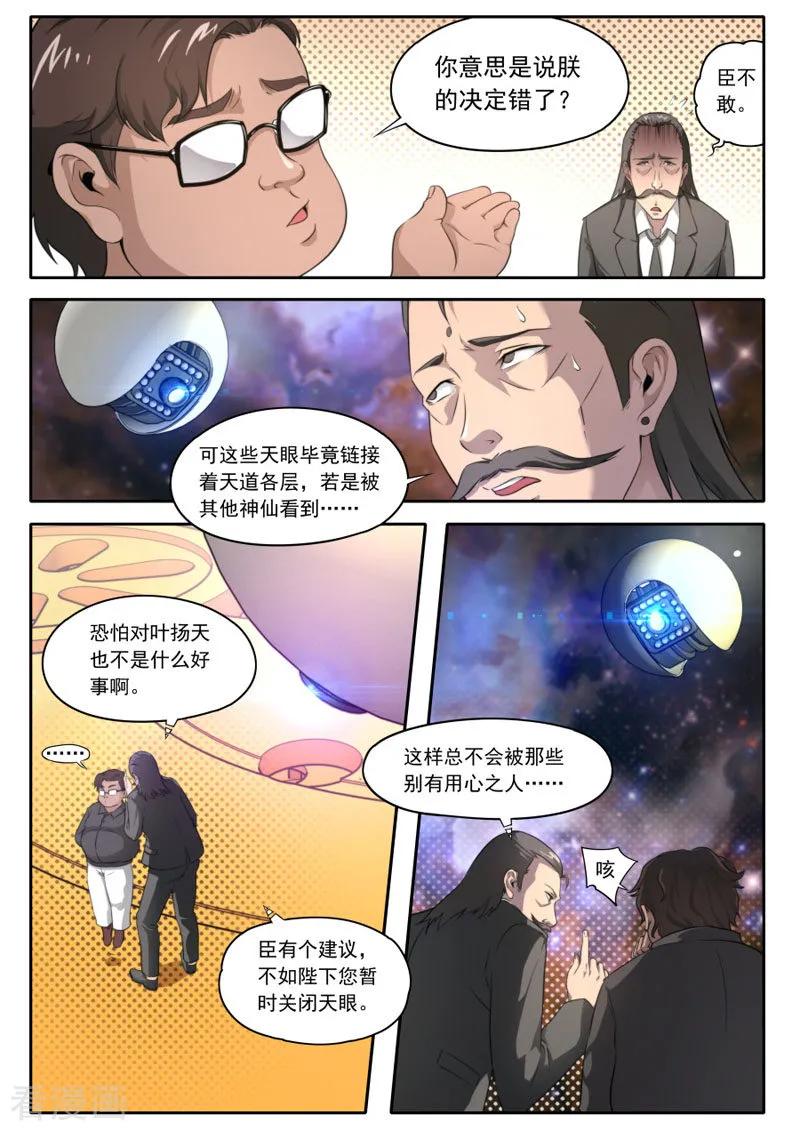 你意思是说朕
的决定错了？
臣不
敢。
可这些天眼毕竟链接
着天道各层，若是被
其他神仙看到……
恐怕对叶扬天
也不是什么好
事啊。
……
臣有个建议，
不如陛下您暂
时关闭天眼。
这样总不会被那些
别有用心之人……
咳
看漫画